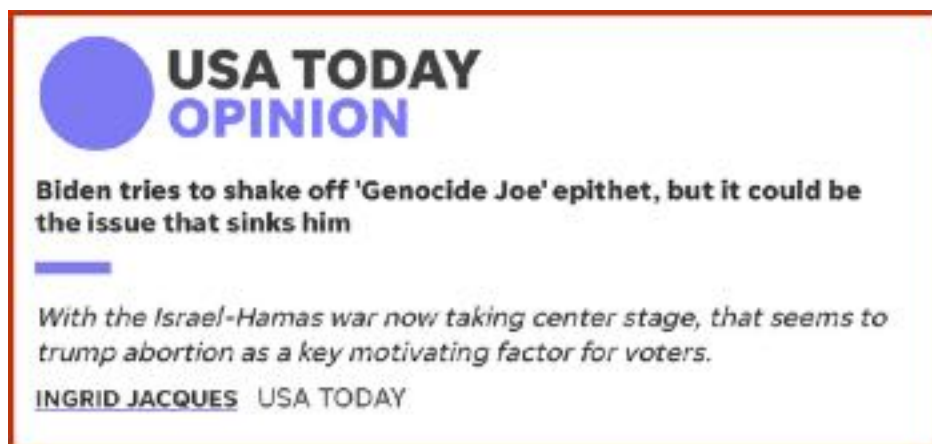 USA TODAY
OPINION
Biden tries to shake off 'Genocide Joe' epithet, but it could be
the issue that sinks him
With the Israel-Hamas war now taking center stage, that seems to
trump abortion as a key motivating factor for voters.
INGRID JACQUES USA TODAY